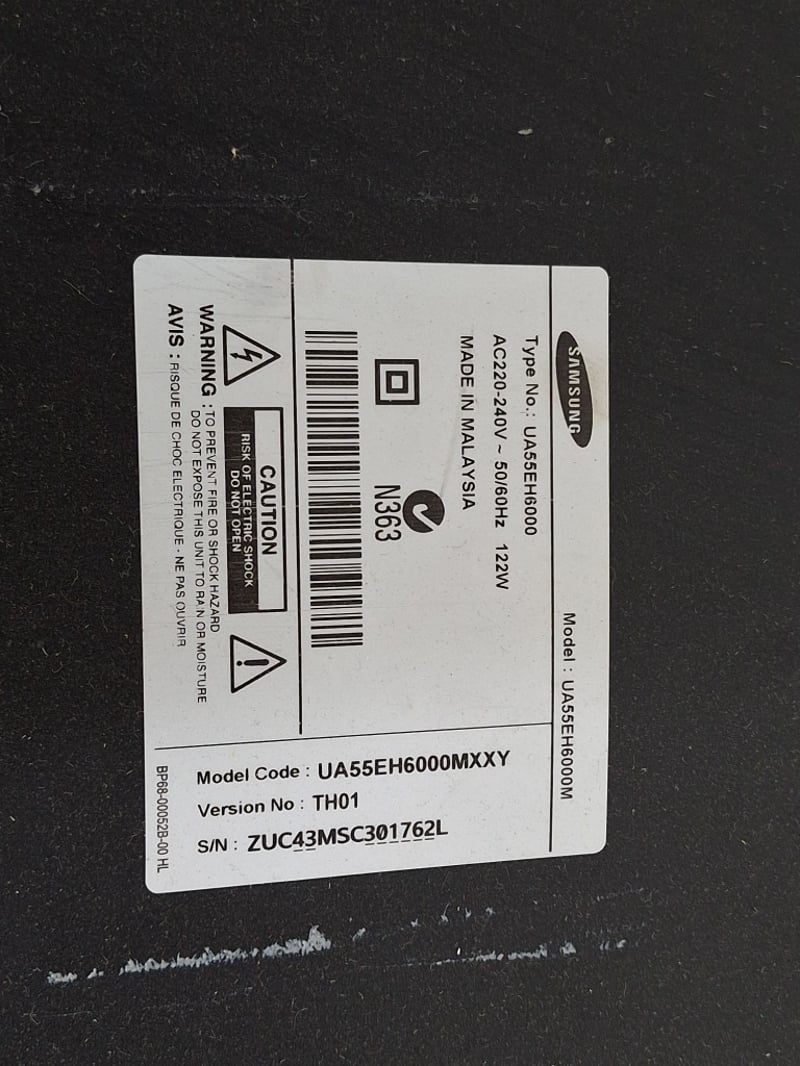 SAMSUNG
Model : UA55EH6000M
Type No.: UA55EH6000
AC220-240V ~ 50/60Hz 122W
MADE IN MALAYSIA
N363
CAUTION
RISK OF ELECTRIC SHOCK
DO NOT OPEN
WARNING : TO PREVENT FIRE OR SHOCK HAZARD
DO NOT EXPOSE THIS UNIT TO RAIN OR MOISTURE
AVIS : RISQUE DE CHOC ELECTRIQUE - NE PAS OUVRIR
Model Code : UA55EH6000MXXY
Version No : TH01
S/N : ZUC43MSC301762L
BP68-00052B-00 HL